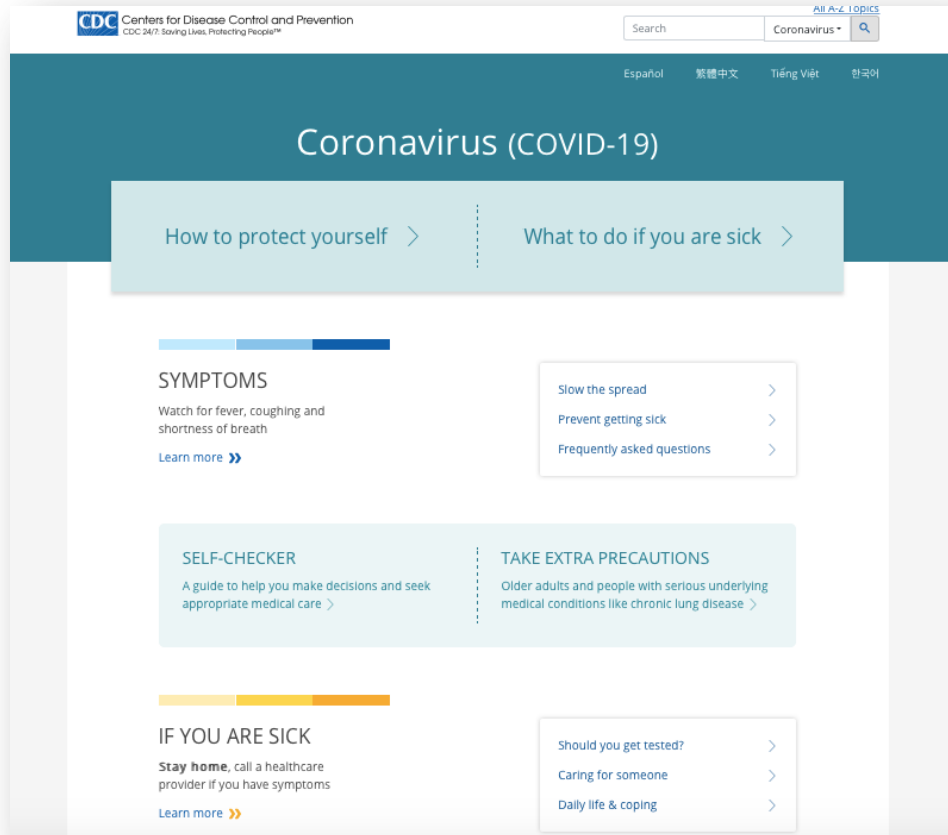 All A-Z Topics
CDC Centers for Disease Control and Prevention
CDC 24/7: Saving Lives, Protecting People™
Search
Coronavirus
Español 繁體中文 Tiếng Việt 한국어
Coronavirus (COVID-19)
How to protect yourself
What to do if you are sick
SYMPTOMS
Watch for fever, coughing and
shortness of breath
Learn more
Slow the spread
Prevent getting sick
Frequently asked questions
SELF-CHECKER
A guide to help you make decisions and seek
appropriate medical care
TAKE EXTRA PRECAUTIONS
Older adults and people with serious underlying
medical conditions like chronic lung disease
IF YOU ARE SICK
Stay home, call a healthcare
provider if you have symptoms
Learn more
Should you get tested?
Caring for someone
Daily life & coping